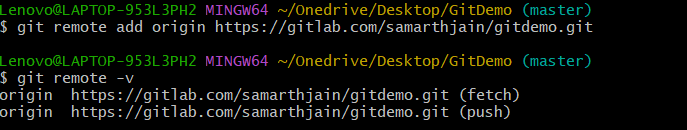 Lenovo@LAPTOP-953L3PH2 MINGW64 ~/Onedrive/Desktop/GitDemo (master)
$ git remote add origin https://gitlab.com/samarthjain/gitdemo.git
Lenovo@LAPTOP-953L3PH2 MINGW64 ~/Onedrive/Desktop/GitDemo (master)
$ git remote -v
origin  https://gitlab.com/samarthjain/gitdemo.git (fetch)
origin  https://gitlab.com/samarthjain/gitdemo.git (push)